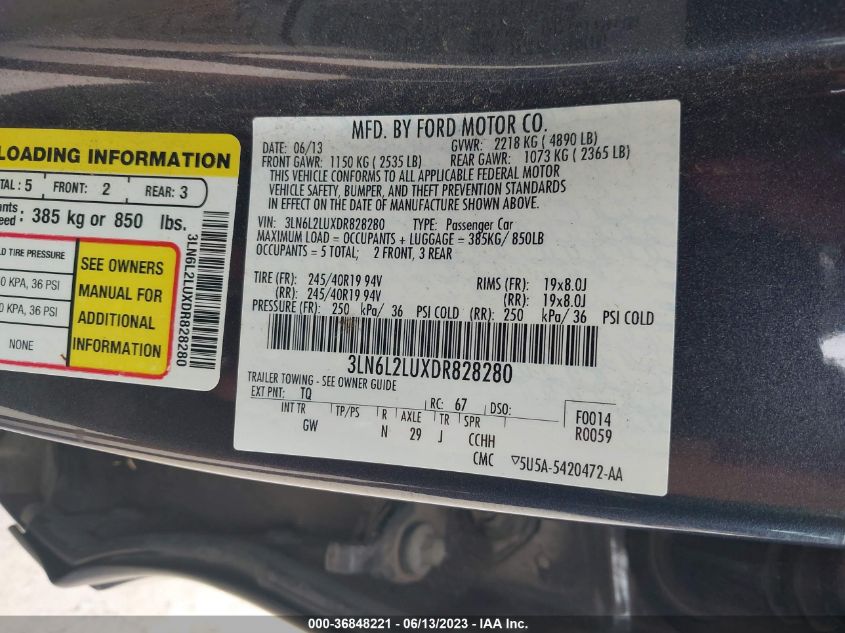 LOADING INFORMATION
TAL: 5 FRONT: 2 REAR: 3
385 kg or 850 lbs.
TIRE PRESSURE
KPA, 36 PSI
KPA, 36 PSI
NONE
SEE OWNERS
MANUAL FOR
ADDITIONAL
INFORMATION
3LN6L2LUXDR828280
MFD. BY FORD MOTOR CO.
DATE: 06/13 GVWR: 2218 KG ( 4890 LB)
FRONT GAWR: 1150 KG ( 2535 LB) REAR GAWR: 1073 KG ( 2365 LB)
THIS VEHICLE CONFORMS TO ALL APPLICABLE FEDERAL MOTOR
VEHICLE SAFETY, BUMPER, AND THEFT PREVENTION STANDARDS
IN EFFECT ON THE DATE OF MANUFACTURE SHOWN ABOVE.
VIN: 3LN6L2LUXDR828280 TYPE: Passenger Car
MAXIMUM LOAD = OCCUPANTS + LUGGAGE = 385KG/ 850LB
OCCUPANTS = 5 TOTAL; 2 FRONT, 3 REAR
TIRE (FR): 245/40R19 94V RIMS (FR): 19x8.0J
(RR): 245/40R19 94V (RR): 19x8.0J
PRESSURE (FR): 250 kPa/ 36 PSI COLD (RR): 250 kPa/ 36 PSI COLD
3LN6L2LUXDR828280
TRAILER TOWING - SEE OWNER GUIDE
EXT PNT: TQ RC: 67 DSO:
INT TR TP/PS R AXLE TR SPR
GW N 29 J CCHH
F0014
R0059
CMC ▽5U5A-5420472-AA
000-36848221 - 06/13/2023 - IAA Inc.